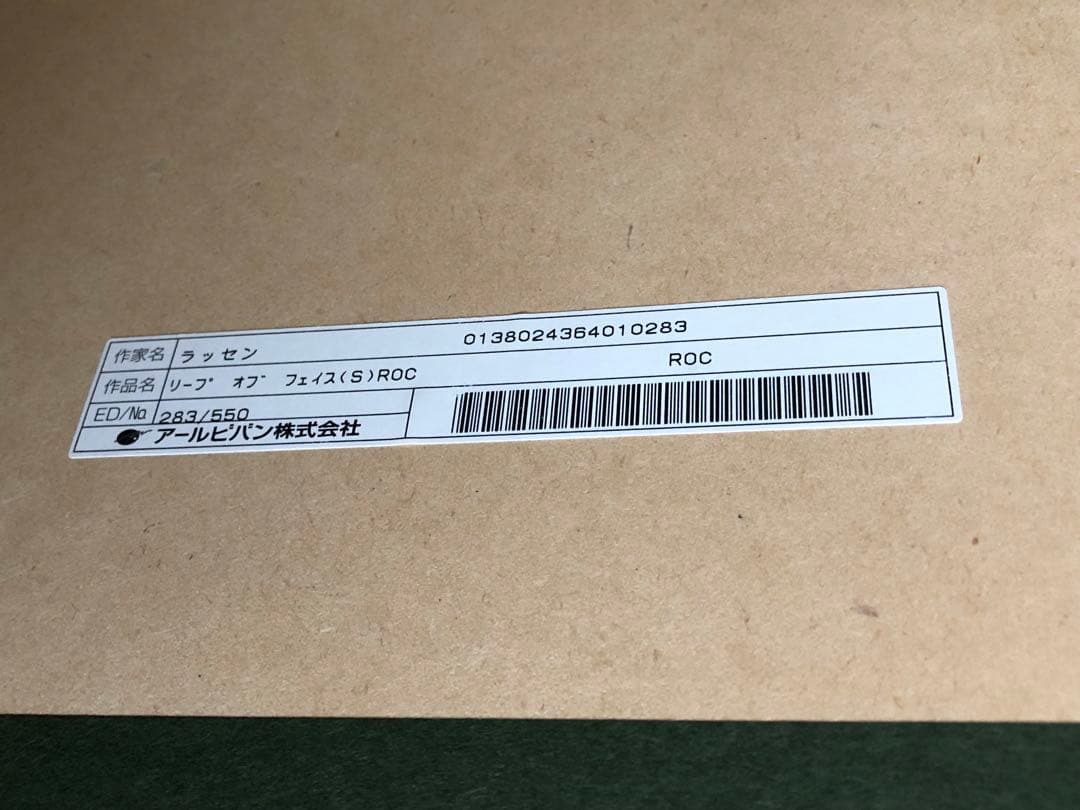 作家名 ラッセン 0138024364010283
作品名 リープ オブ フェイス(S)ROC ROC
ED/No. 283/550
アールビバン株式会社